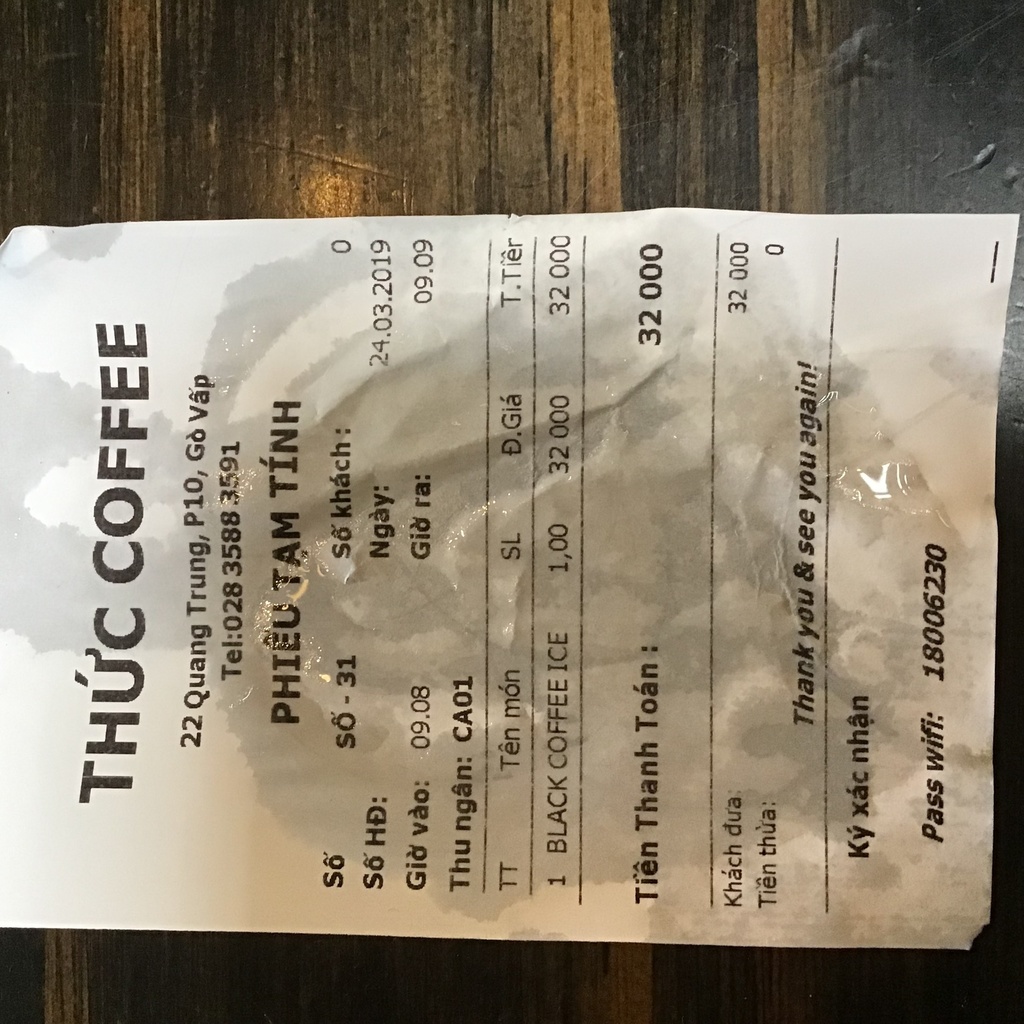 THỨC COFFEE
22 Quang Trung, P10, Gò Vấp
Tel:028 3588 3591
PHIẾU TẠM TÍNH
Số SỐ - 31 Số khách : 0
Số HĐ: Ngày: 24.03.2019
Giờ vào: 09.08 Giờ ra: 09.09
Thu ngân: CA01
TT Tên món SL Đ.Giá T.Tiền
1 BLACK COFFEE ICE 1,00 32 000 32 000
Tiền Thanh Toán : 32 000
Khách đưa: 32 000
Tiền thừa: 0
Thank you & see you again!
Ký xác nhận
Pass wifi: 18006230